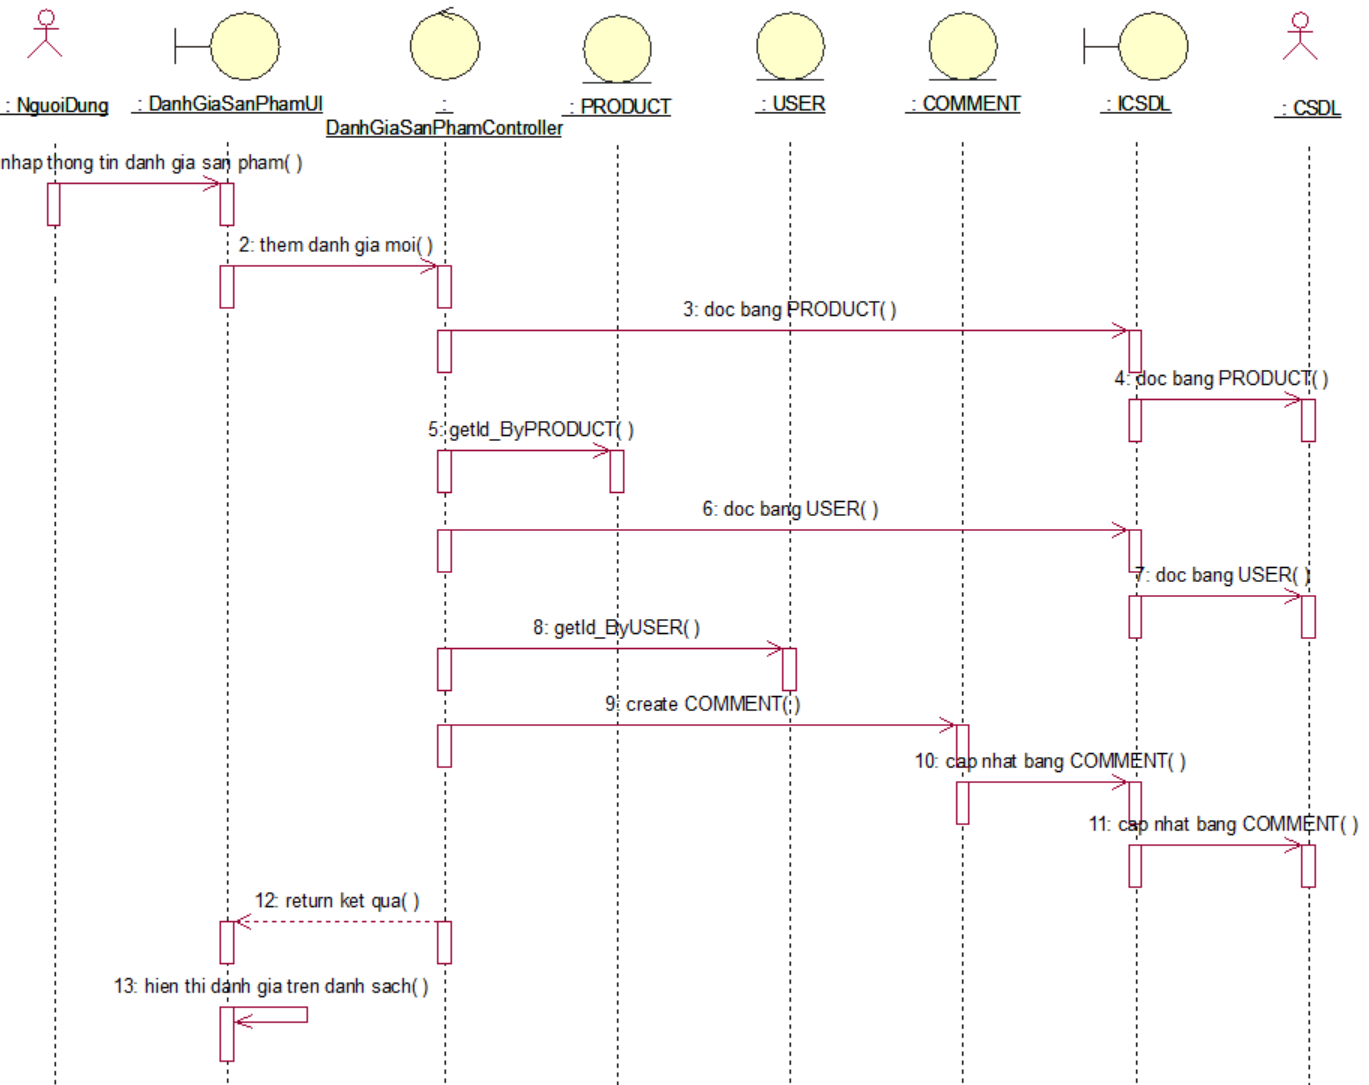 : NguoiDung
: DanhGiaSanPhamUI
:
DanhGiaSanPhamController
: PRODUCT
: USER
: COMMENT
: ICSDL
: CSDL
nhap thong tin danh gia san pham( )
2: them danh gia moi( )
3: doc bang PRODUCT( )
4: doc bang PRODUCT( )
5: getId_ByPRODUCT( )
6: doc bang USER( )
7: doc bang USER( )
8: getId_ByUSER( )
9: create COMMENT( )
10: cap nhat bang COMMENT( )
11: cap nhat bang COMMENT( )
12: return ket qua( )
13: hien thi danh gia tren danh sach( )